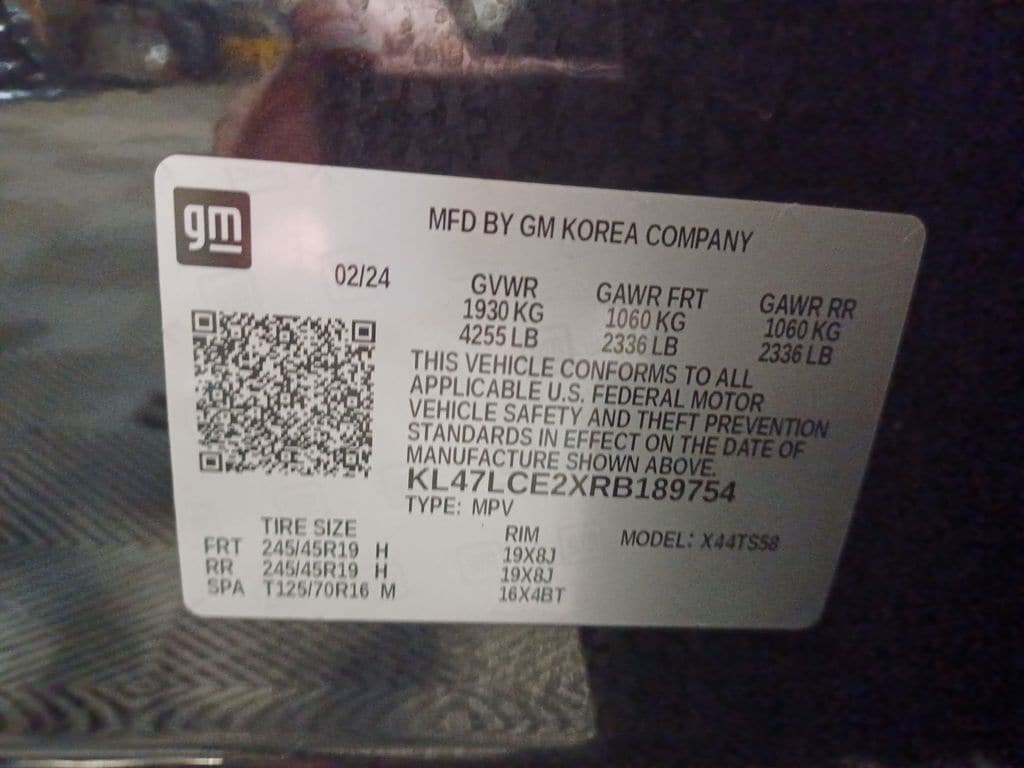 gm
MFD BY GM KOREA COMPANY
02/24
GVWR GAWR FRT GAWR RR
1930 KG 1060 KG 1060 KG
4255 LB 2336 LB 2336 LB
THIS VEHICLE CONFORMS TO ALL
APPLICABLE U.S. FEDERAL MOTOR
VEHICLE SAFETY AND THEFT PREVENTION
STANDARDS IN EFFECT ON THE DATE OF
MANUFACTURE SHOWN ABOVE.
KL47LCE2XRB189754
TYPE: MPV
TIRE SIZE RIM MODEL: X44TS58
FRT 245/45R19 H 19X8J
RR 245/45R19 H 19X8J
SPA T125/70R16 M 16X4BT